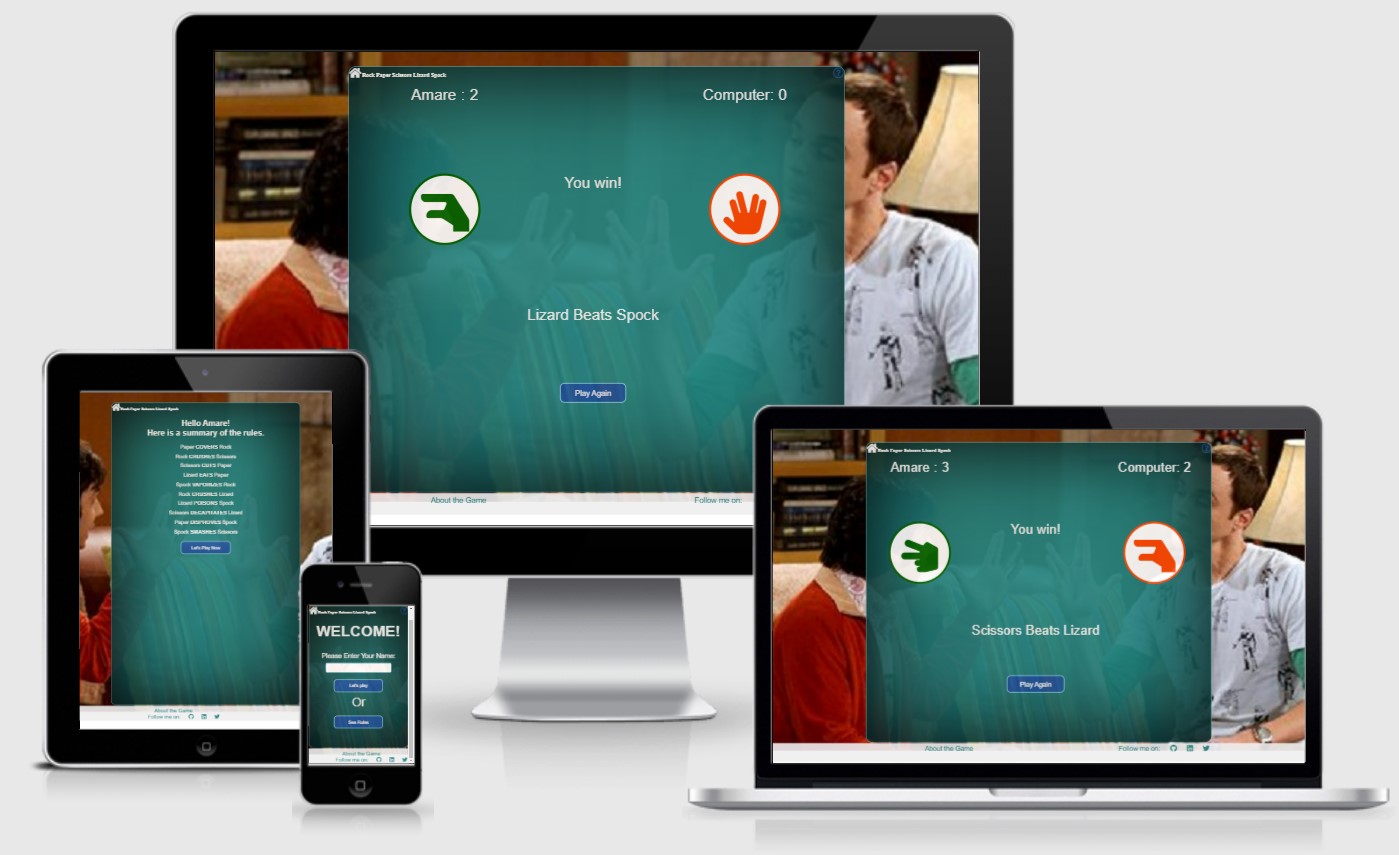 Rock Paper Scissors Lizard Spock
Amare : 2
Computer: 0
You win!
Lizard Beats Spock
Play Again
About the Game
Follow me on:
Rock Paper Scissors Lizard Spock
Hello Amare!
Here is a summary of the rules.
Paper COVERS Rock
Rock CRUSHES Scissors
Scissors CUTS Paper
Lizard EATS Paper
Spock VAPORIZES Rock
Rock CRUSHES Lizard
Lizard POISONS Spock
Scissors DECAPITATES Lizard
Paper DISPROVES Spock
Spock SMASHES Scissors
Let's Play Now
About the Game
Follow me on:
Rock Paper Scissors Lizard Spock
WELCOME!
Please Enter Your Name:
Let's play
Or
See Rules
About the Game
Follow me on:
Rock Paper Scissors Lizard Spock
Amare : 3
Computer: 2
You win!
Scissors Beats Lizard
Play Again
About the Game
Follow me on: